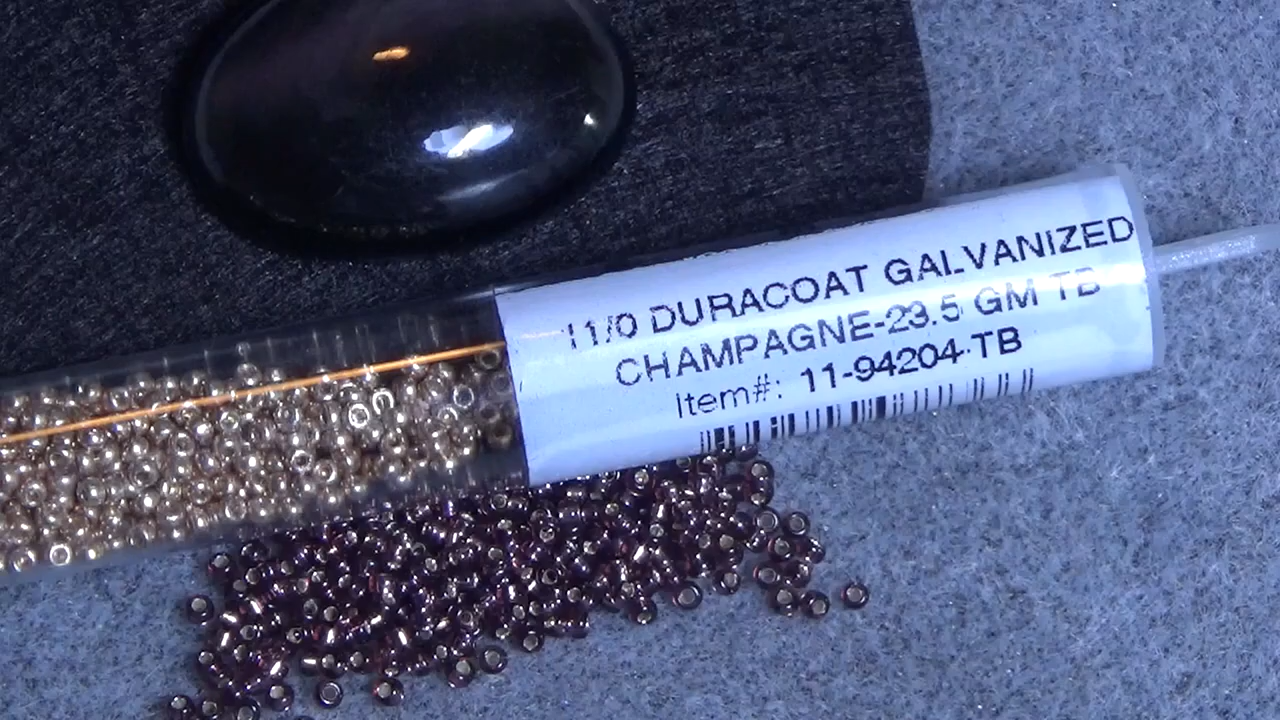 11/0 DURACOAT GALVANIZED
CHAMPAGNE-23.5 GM TB
Item#: 11-94204-TB